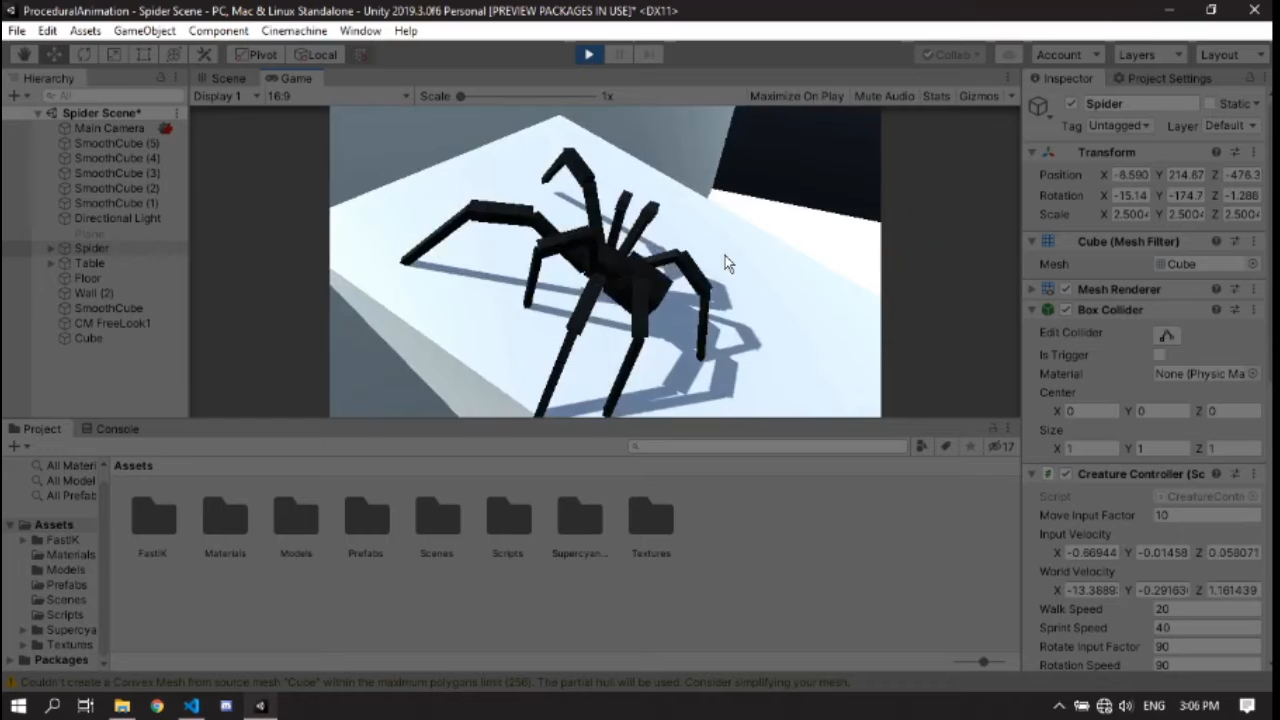 ProceduralAnimation - Spider Scene - PC, Mac & Linux Standalone - Unity 2019.3.0f6 Personal [PREVIEW PACKAGES IN USE]* <DX11>
File Edit Assets GameObject Component Cinemachine Window Help
Pivot Local Collab Account Layers Layout
Hierarchy Scene Game Inspector Project Settings
All Display 1 16:9 Scale 1x Maximize On Play Mute Audio Stats Gizmos Spider Static
Spider Scene*
Main Camera
SmoothCube (5)
SmoothCube (4)
SmoothCube (3)
SmoothCube (2)
SmoothCube (1)
Directional Light
Plane
Spider
Table
Floor
Wall (2)
SmoothCube
CM FreeLook1
Cube
Tag Untagged Layer Default
Transform
Position X -8.590 Y 214.67 Z -476.3
Rotation X -15.14 Y -174.7 Z -1.288
Scale X 2.500 Y 2.500 Z 2.500
Cube (Mesh Filter)
Mesh Cube
Mesh Renderer
Box Collider
Edit Collider
Is Trigger
Material None (Physic Ma
Center
X 0 Y 0 Z 0
Size
X 1 Y 1 Z 1
Creature Controller (Sc
Script CreatureContr
Move Input Factor 10
Input Velocity
X -0.66944 Y -0.01458 Z 0.058071
World Velocity
X -13.3889 Y -0.29163 Z 1.161439
Walk Speed 20
Sprint Speed 40
Rotate Input Factor 90
Rotation Speed 90
Project Console
17
All Materi
All Model
All Prefab
Assets
FastIK
Materials
Models
Prefabs
Scenes
Scripts
Supercya
Textures
Packages
Assets
FastIK Materials Models Prefabs Scenes Scripts Supercyan... Textures
Couldn't create a Convex Mesh from source mesh "Cube" within the maximum polygons limit (256). The partial hull will be used. Consider simplifying your mesh.
ENG 3:06 PM